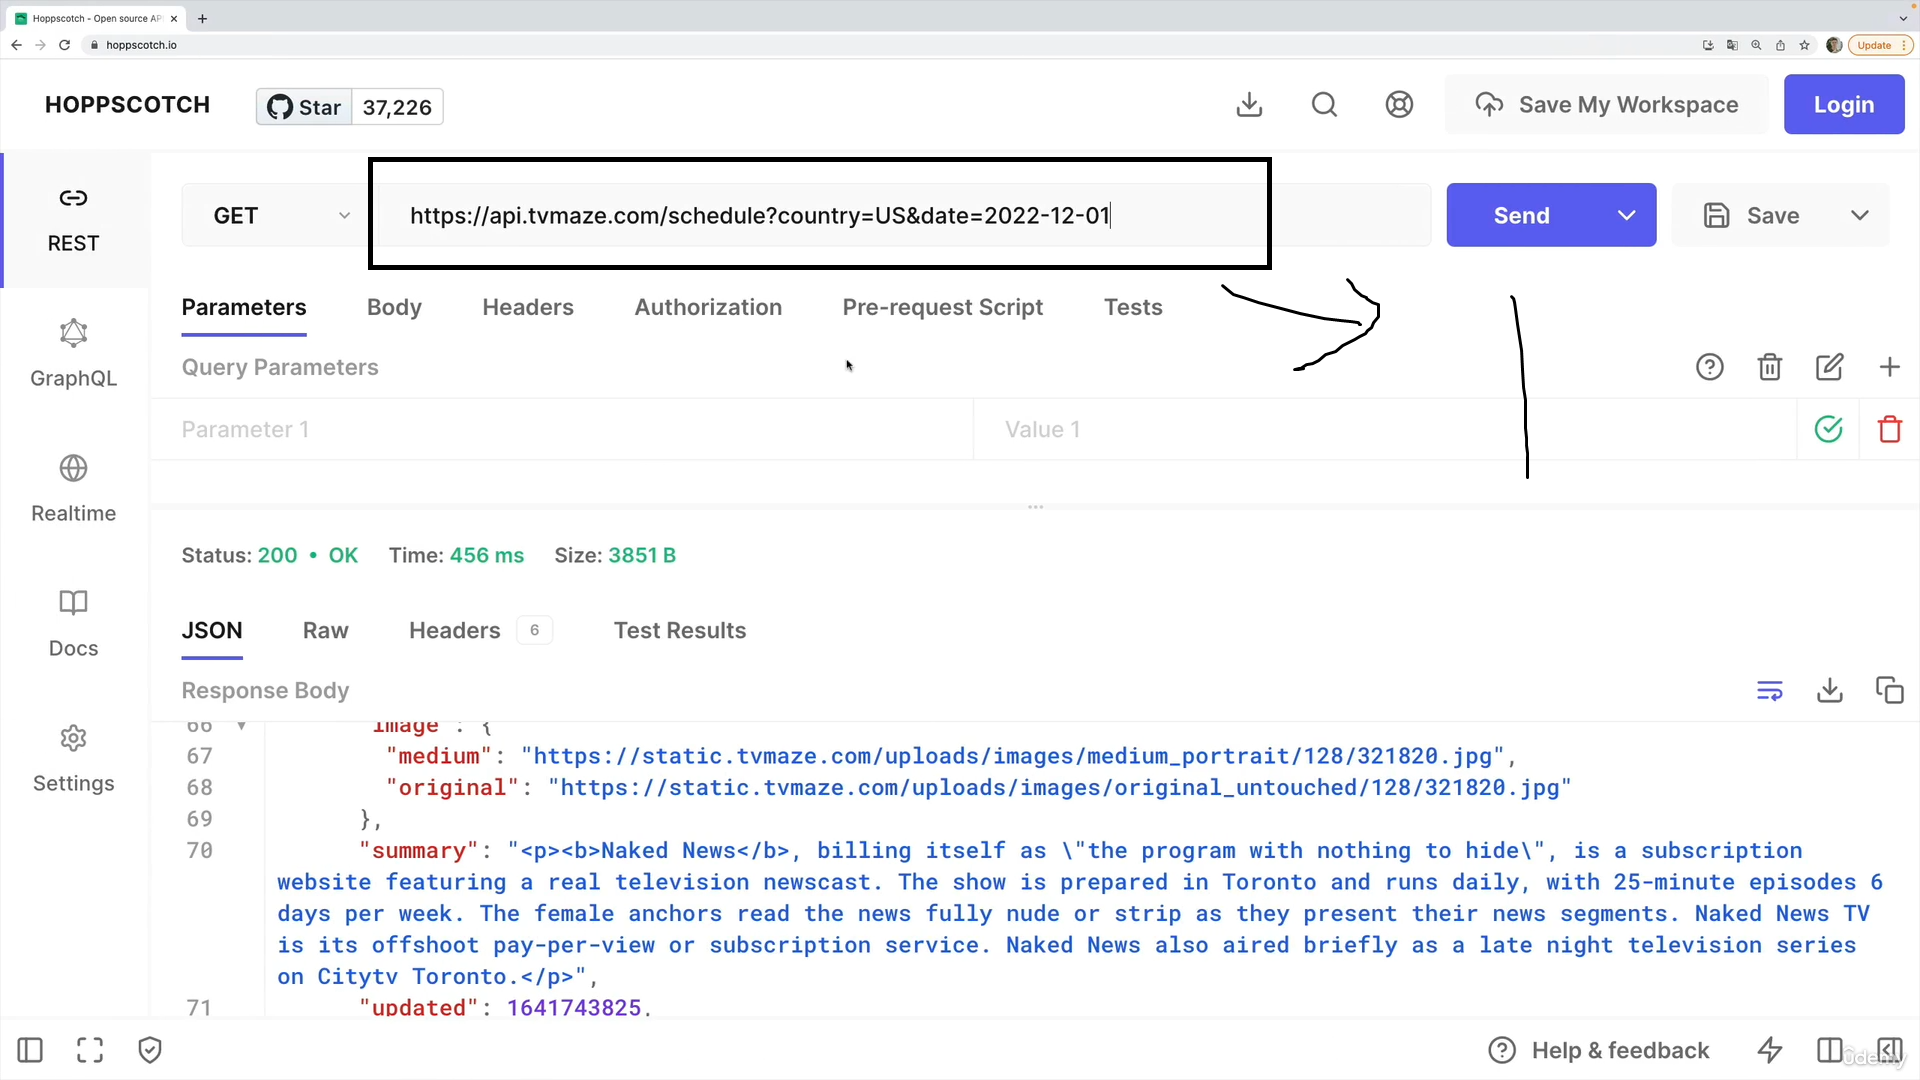 Hoppscotch - Open source AP
hoppscotch.io
Update
HOPPSCOTCH
Star 37,226
Save My Workspace
Login
REST
GET
https://api.tvmaze.com/schedule?country=US&date=2022-12-01
Send
Save
Parameters Body Headers Authorization Pre-request Script Tests
Query Parameters
GraphQL
Parameter 1 Value 1
Realtime
Status: 200 • OK Time: 456 ms Size: 3851 B
JSON Raw Headers 6 Test Results
Docs
Response Body
Settings
66 image : {
67 "medium": "https://static.tvmaze.com/uploads/images/medium_portrait/128/321820.jpg",
68 "original": "https://static.tvmaze.com/uploads/images/original_untouched/128/321820.jpg"
69 },
70 "summary": "<p><b>Naked News</b>, billing itself as \"the program with nothing to hide\", is a subscription
website featuring a real television newscast. The show is prepared in Toronto and runs daily, with 25-minute episodes 6
days per week. The female anchors read the news fully nude or strip as they present their news segments. Naked News TV
is its offshoot pay-per-view or subscription service. Naked News also aired briefly as a late night television series
on Citytv Toronto.</p>",
71 "updated": 1641743825,
Help & feedback
udemy